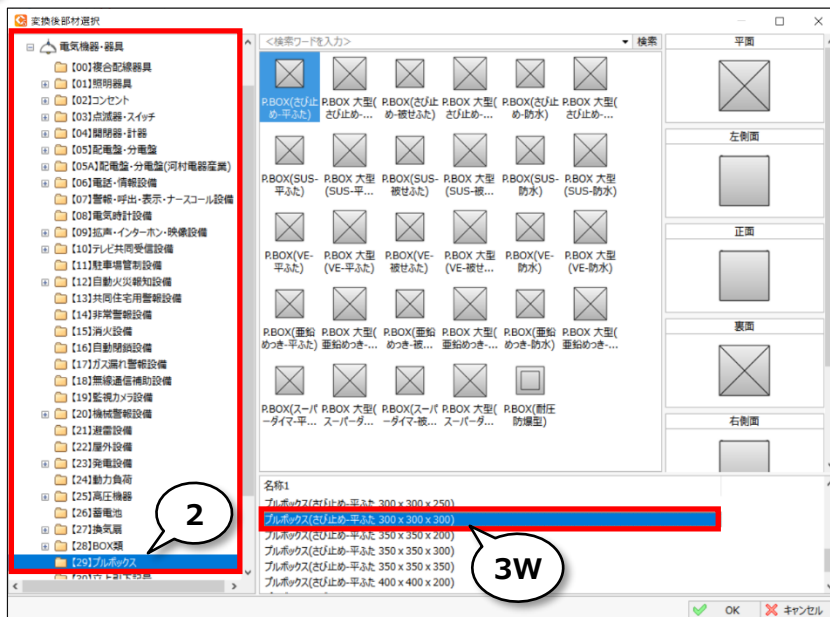 変換後部材選択
電気機器・器具
【00】複合配線器具
【01】照明器具
【02】コンセント
【03】点滅器・スイッチ
【04】開閉器・計器
【05】配電盤・分電盤
【05A】配電盤・分電盤(河村電器産業)
【06】電話・情報設備
【07】警報・呼出・表示・ナースコール設備
【08】電気時計設備
【09】拡声・インターホン・映像設備
【10】テレビ共同受信設備
【11】駐車場管制設備
【12】自動火災報知設備
【13】共同住宅用警報設備
【14】非常警報設備
【15】消火設備
【16】自動閉鎖設備
【17】ガス漏れ警報設備
【18】無線通信補助設備
【19】監視カメラ設備
【20】機械警報設備
【21】避雷設備
【22】屋外設備
【23】発電設備
【24】動力負荷
【25】高圧機器
【26】蓄電池
【27】換気扇
【28】BOX類
【29】プルボックス
2
<検索ワードを入力>
検索
P.BOX(さび止
め-平ふた)
P.BOX 大型(
さび止め-...
P.BOX(さび止
め-被せふた)
P.BOX 大型(
さび止め-...
P.BOX(さび止
め-防水)
P.BOX 大型(
さび止め-...
P.BOX(SUS-
平ふた)
P.BOX 大型
(SUS-平...
P.BOX(SUS-
被せふた)
P.BOX 大型
(SUS-被...
P.BOX(SUS-
防水)
P.BOX 大型
(SUS-防水)
P.BOX(VE-
平ふた)
P.BOX 大型
(VE-平ふた)
P.BOX(VE-
被せふた)
P.BOX 大型
(VE-被せ...
P.BOX(VE-
防水)
P.BOX 大型
(VE-防水)
P.BOX(亜鉛
めっき-平ふた)
P.BOX 大型(
亜鉛めっき-...
P.BOX(亜鉛
めっき-被...
P.BOX 大型(
亜鉛めっき-...
P.BOX(亜鉛
めっき-防水)
P.BOX 大型(
亜鉛めっき-...
P.BOX(スーパ
ーダイマ-平...
P.BOX 大型(
スーパーダ...
P.BOX(スーパ
ーダイマ-被...
P.BOX 大型(
スーパーダ...
P.BOX(耐圧
防爆型)
平面
左側面
正面
裏面
右側面
名称1
プルボックス(さび止め-平ふた 300 x 300 x 250)
プルボックス(さび止め-平ふた 300 x 300 x 300)
プルボックス(さび止め-平ふた 350 x 350 x 200)
プルボックス(さび止め-平ふた 350 x 350 x 300)
プルボックス(さび止め-平ふた 350 x 350 x 350)
プルボックス(さび止め-平ふた 400 x 400 x 200)
3W
OK
キャンセル